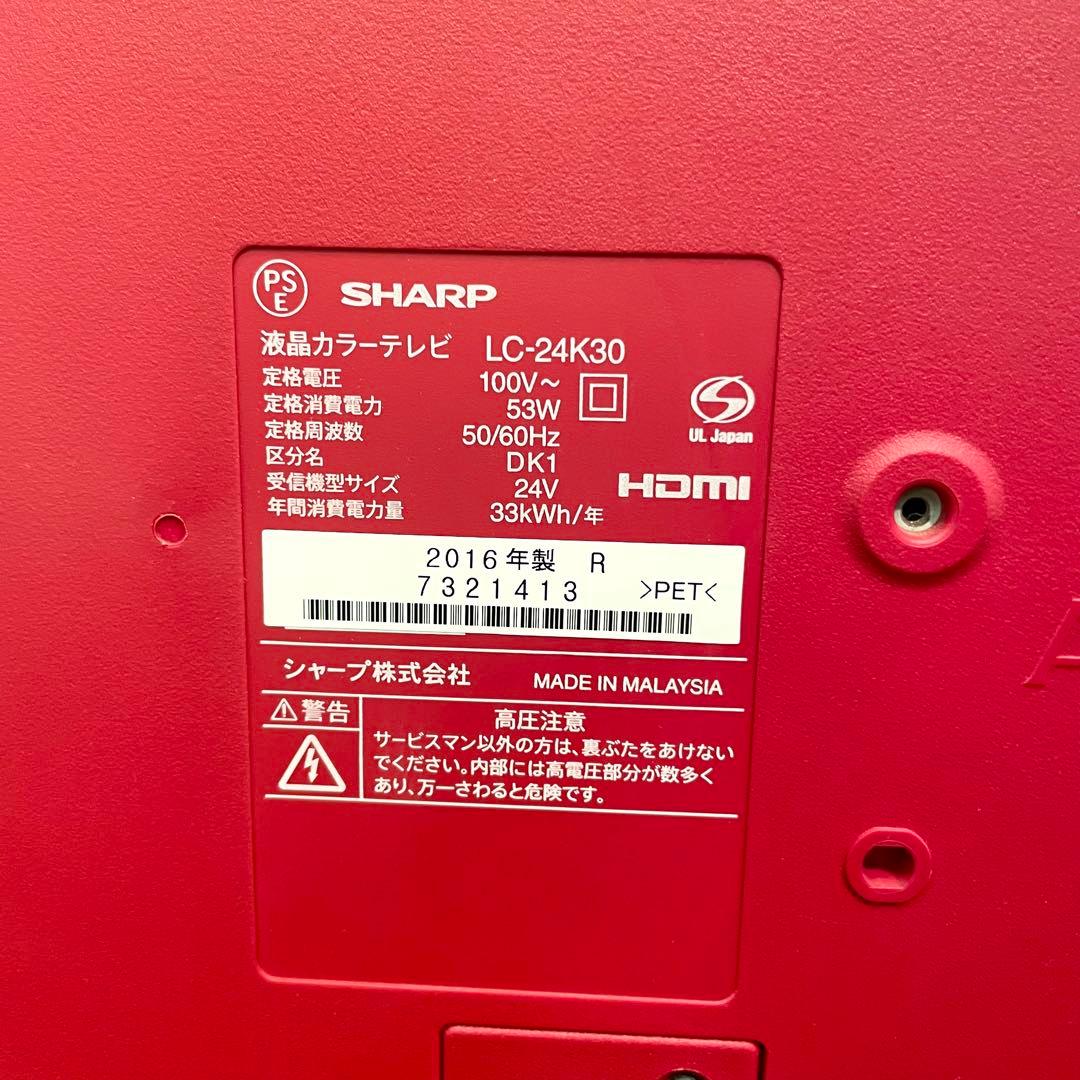 PS
E
SHARP
液晶カラーテレビ LC-24K30
定格電圧 100V～
定格消費電力 53W
定格周波数 50/60Hz
区分名 DK1
受信機型サイズ 24V
年間消費電力量 33kWh/年
UL Japan
HDMI
2016年製 R
7321413 >PET<
シャープ株式会社 MADE IN MALAYSIA
⚠警告 高圧注意
サービスマン以外の方は、裏ぶたをあけない
でください。内部には高電圧部分が数多く
あり、万一さわると危険です。